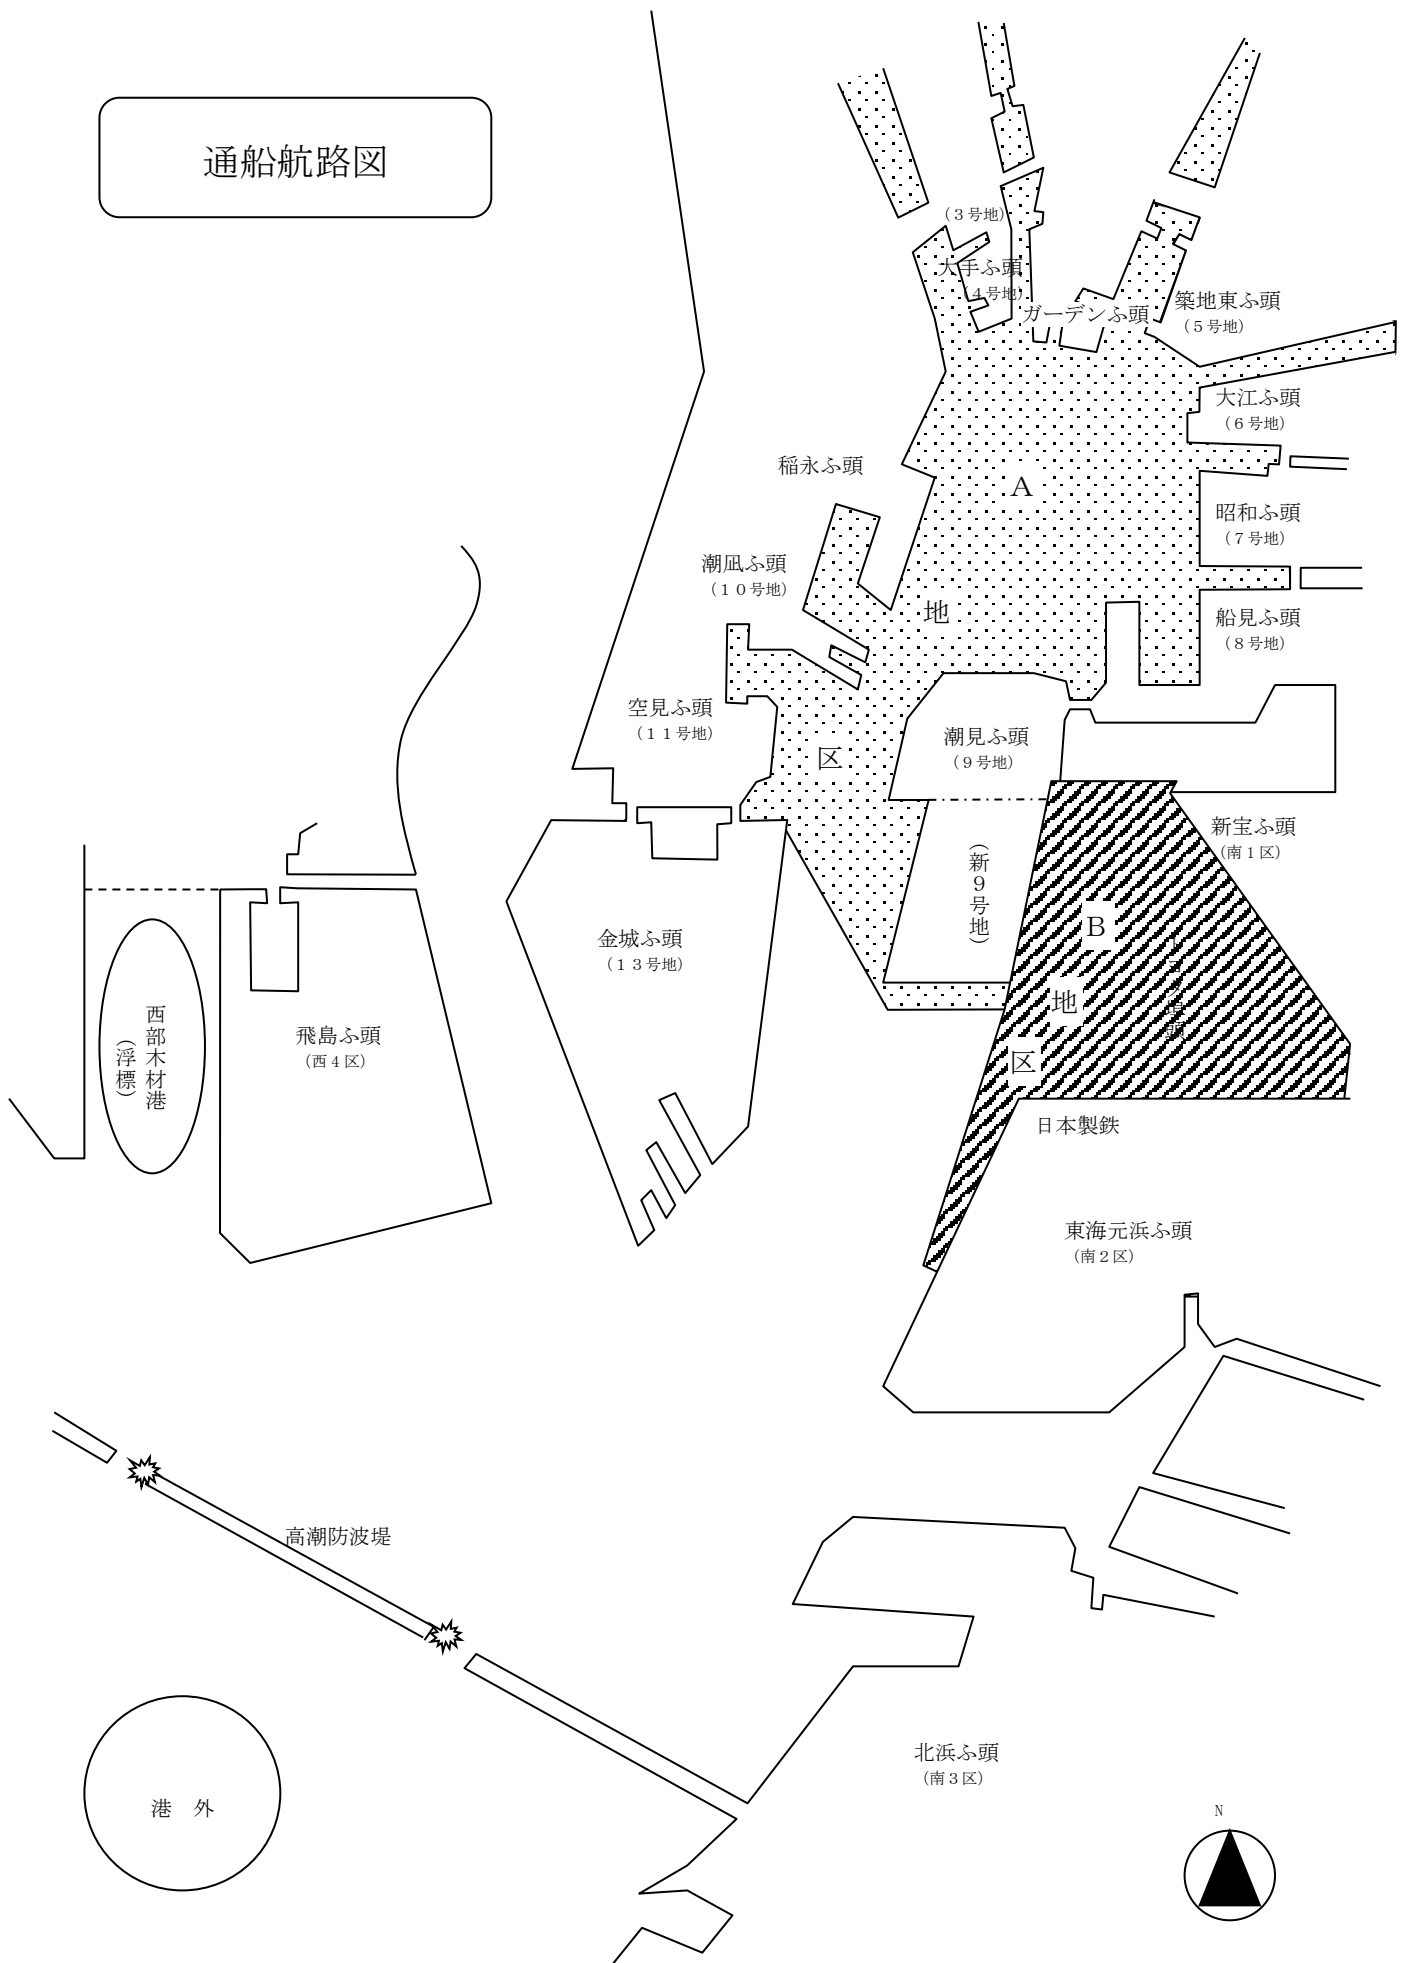 通船航路図
（３号地）
大手ふ頭
（４号地）
ガーデンふ頭
築地東ふ頭
（５号地）
大江ふ頭
（６号地）
稲永ふ頭
A
昭和ふ頭
（７号地）
潮凪ふ頭
（１０号地）
地
船見ふ頭
（８号地）
空見ふ頭
（１１号地）
区
潮見ふ頭
（９号地）
新宝ふ頭
（南１区）
（新９号地）
B
地
区
金城ふ頭
（１３号地）
西部木材港
（浮標）
飛島ふ頭
（西４区）
日本製鉄
東海元浜ふ頭
（南２区）
高潮防波堤
北浜ふ頭
（南３区）
港　外
N